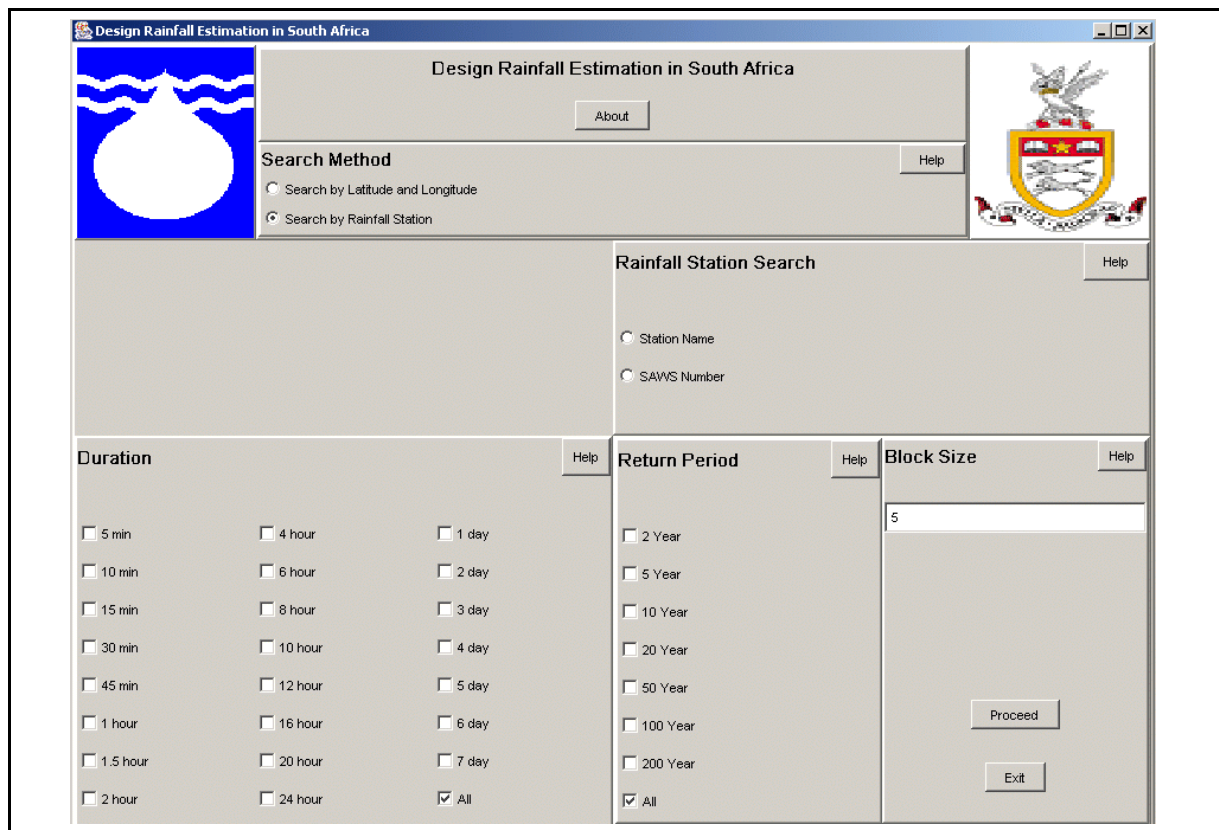 Design Rainfall Estimation in South Africa
Design Rainfall Estimation in South Africa
About
Search Method
Help
Search by Latitude and Longitude
Search by Rainfall Station
Rainfall Station Search
Help
Station Name
SAWS Number
Duration
Help
5 min
4 hour
1 day
10 min
6 hour
2 day
15 min
8 hour
3 day
30 min
10 hour
4 day
45 min
12 hour
5 day
1 hour
16 hour
6 day
1.5 hour
20 hour
7 day
2 hour
24 hour
All
Return Period
Help
2 Year
5 Year
10 Year
20 Year
50 Year
100 Year
200 Year
All
Block Size
Help
5
Proceed
Exit